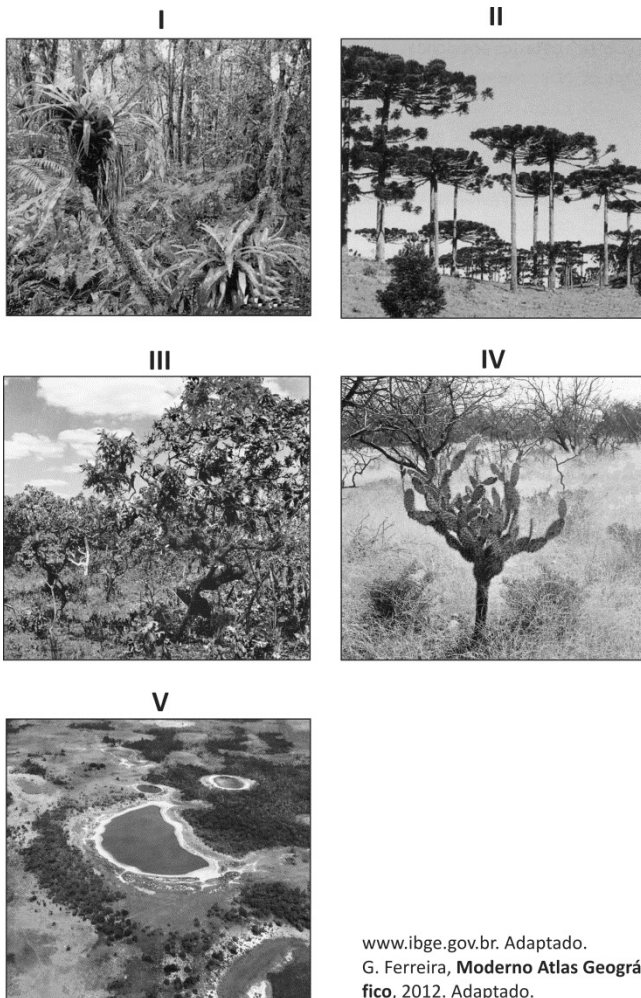 I
II
III
IV
V
www.ibge.gov.br. Adaptado.
G. Ferreira, Moderno Atlas Geográ-
fico, 2012. Adaptado.